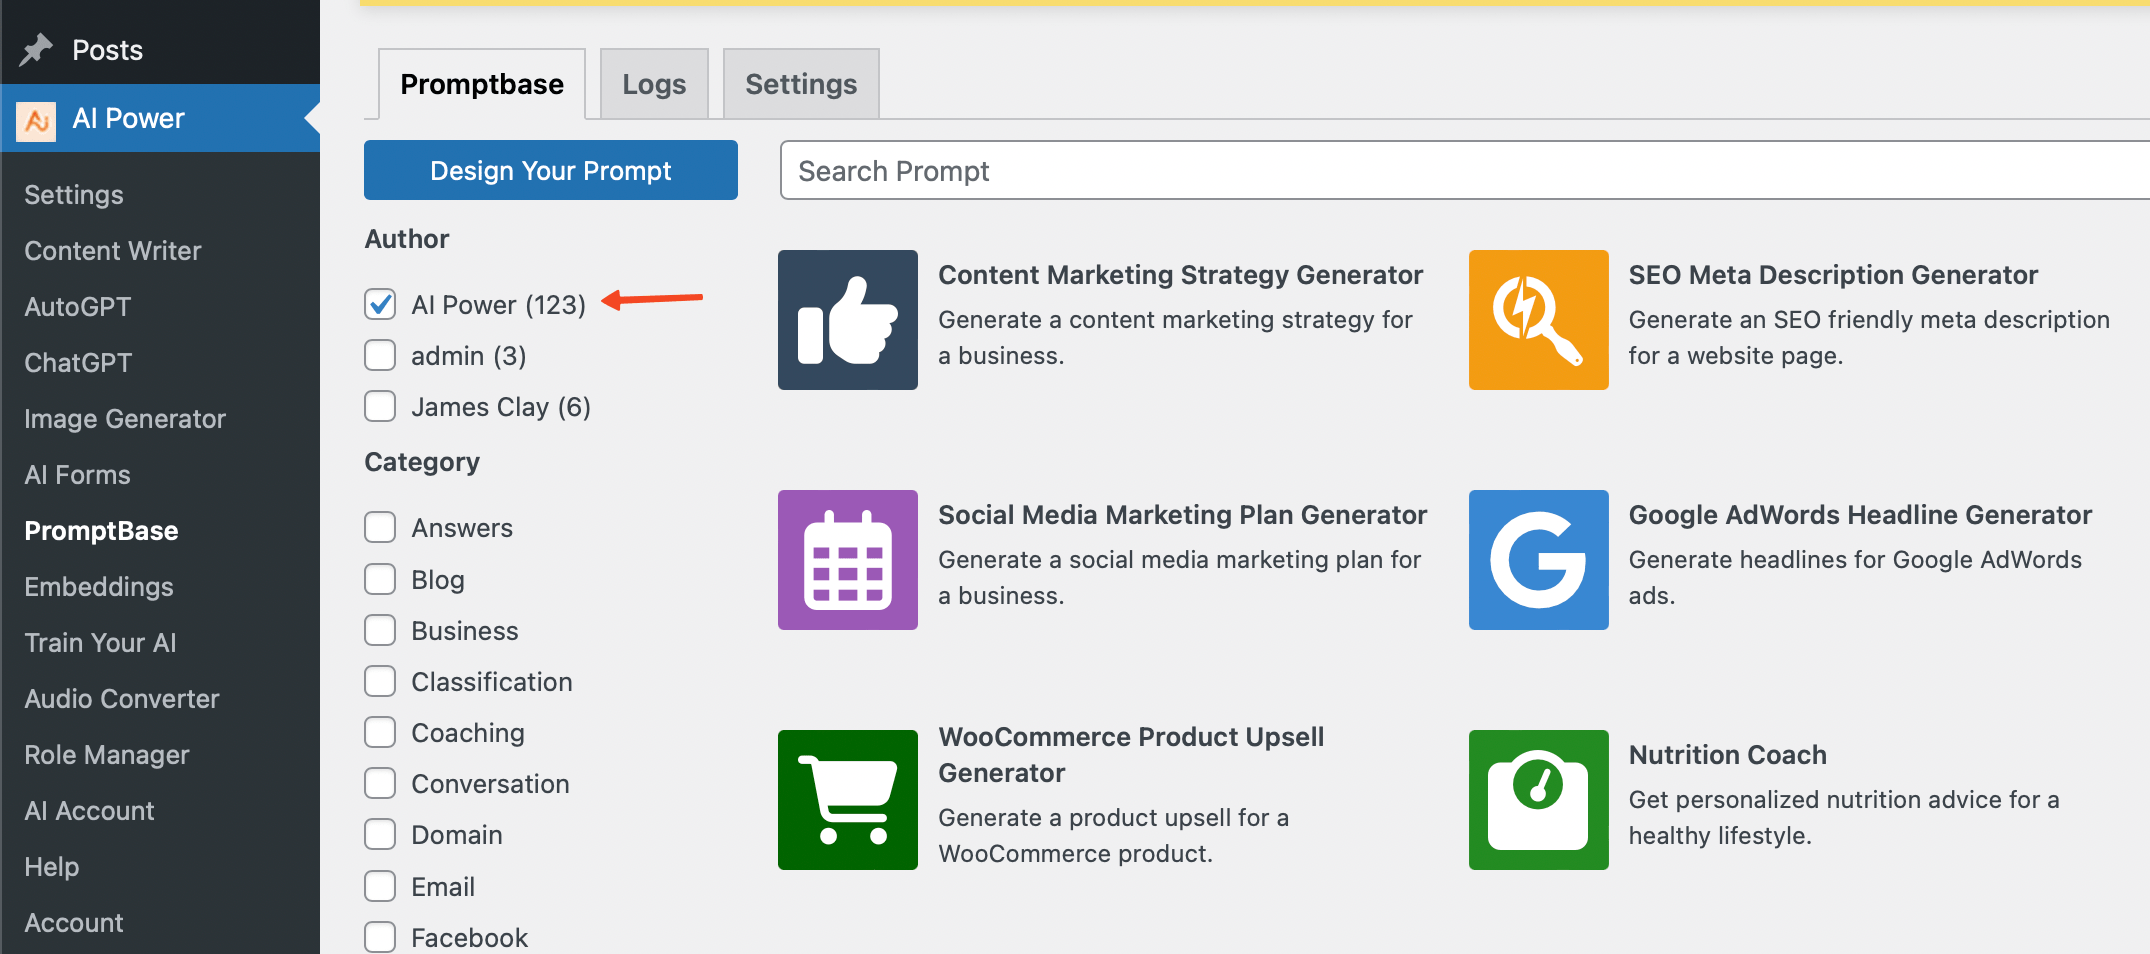 Posts
AI Power
Settings
Content Writer
AutoGPT
ChatGPT
Image Generator
AI Forms
PromptBase
Embeddings
Train Your AI
Audio Converter
Role Manager
AI Account
Help
Account
Promptbase
Logs
Settings
Design Your Prompt
Search Prompt
Author
AI Power (123)
admin (3)
James Clay (6)
Category
Answers
Blog
Business
Classification
Coaching
Conversation
Domain
Email
Facebook
Content Marketing Strategy Generator
Generate a content marketing strategy for
a business.
SEO Meta Description Generator
Generate an SEO friendly meta description
for a website page.
Social Media Marketing Plan Generator
Generate a social media marketing plan for
a business.
Google AdWords Headline Generator
Generate headlines for Google AdWords
ads.
WooCommerce Product Upsell
Generator
Generate a product upsell for a
WooCommerce product.
Nutrition Coach
Get personalized nutrition advice for a
healthy lifestyle.